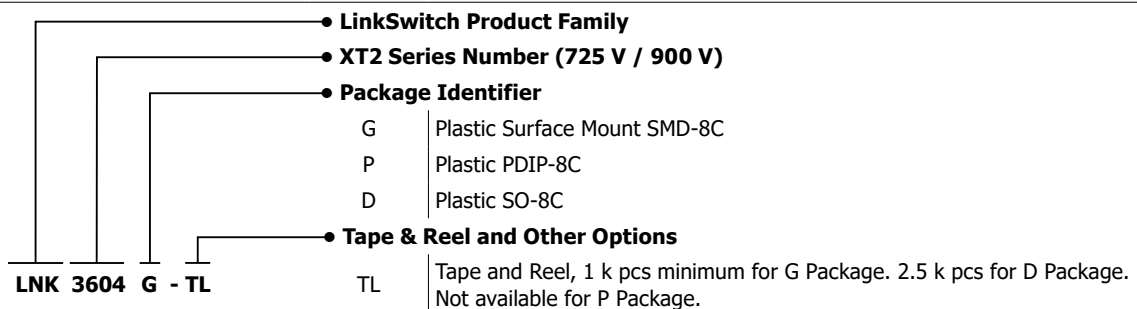 LinkSwitch Product Family
XT2 Series Number (725 V / 900 V)
Package Identifier
G Plastic Surface Mount SMD-8C
P Plastic PDIP-8C
D Plastic SO-8C
Tape & Reel and Other Options
TL Tape and Reel, 1 k pcs minimum for G Package. 2.5 k pcs for D Package.
Not available for P Package.
LNK 3604 G - TL